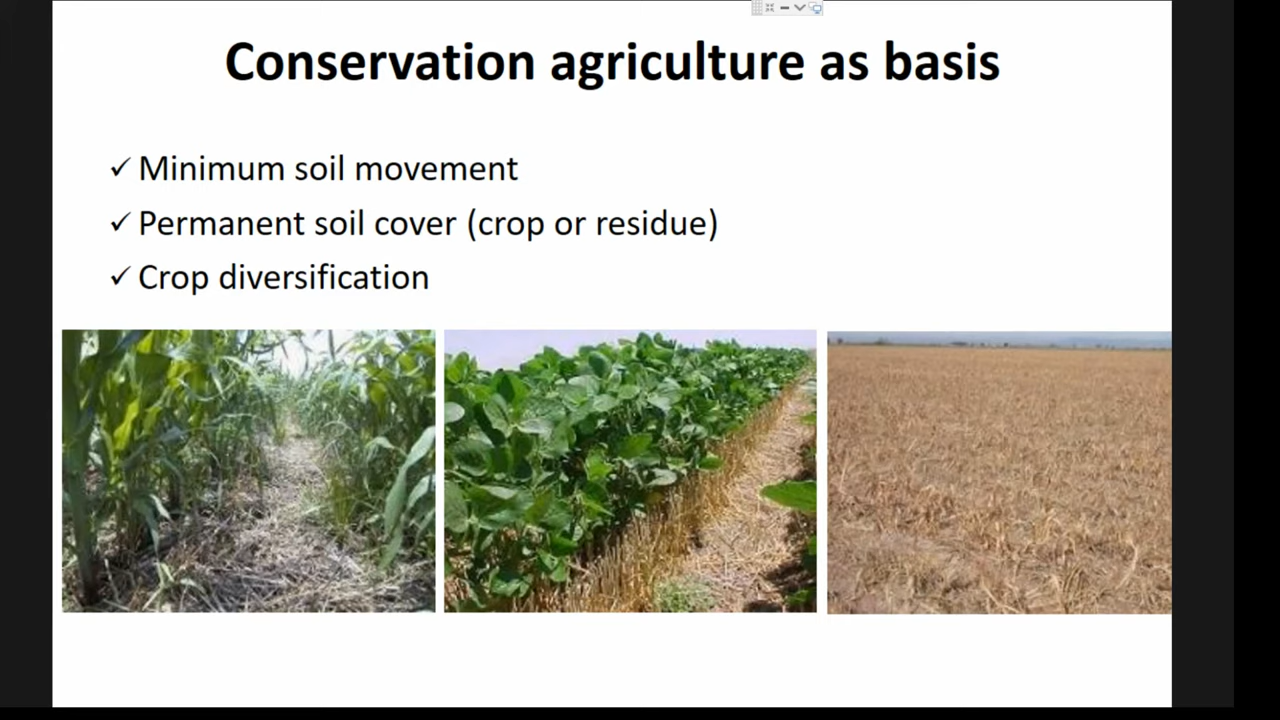 Conservation agriculture as basis
✓ Minimum soil movement
✓ Permanent soil cover (crop or residue)
✓ Crop diversification